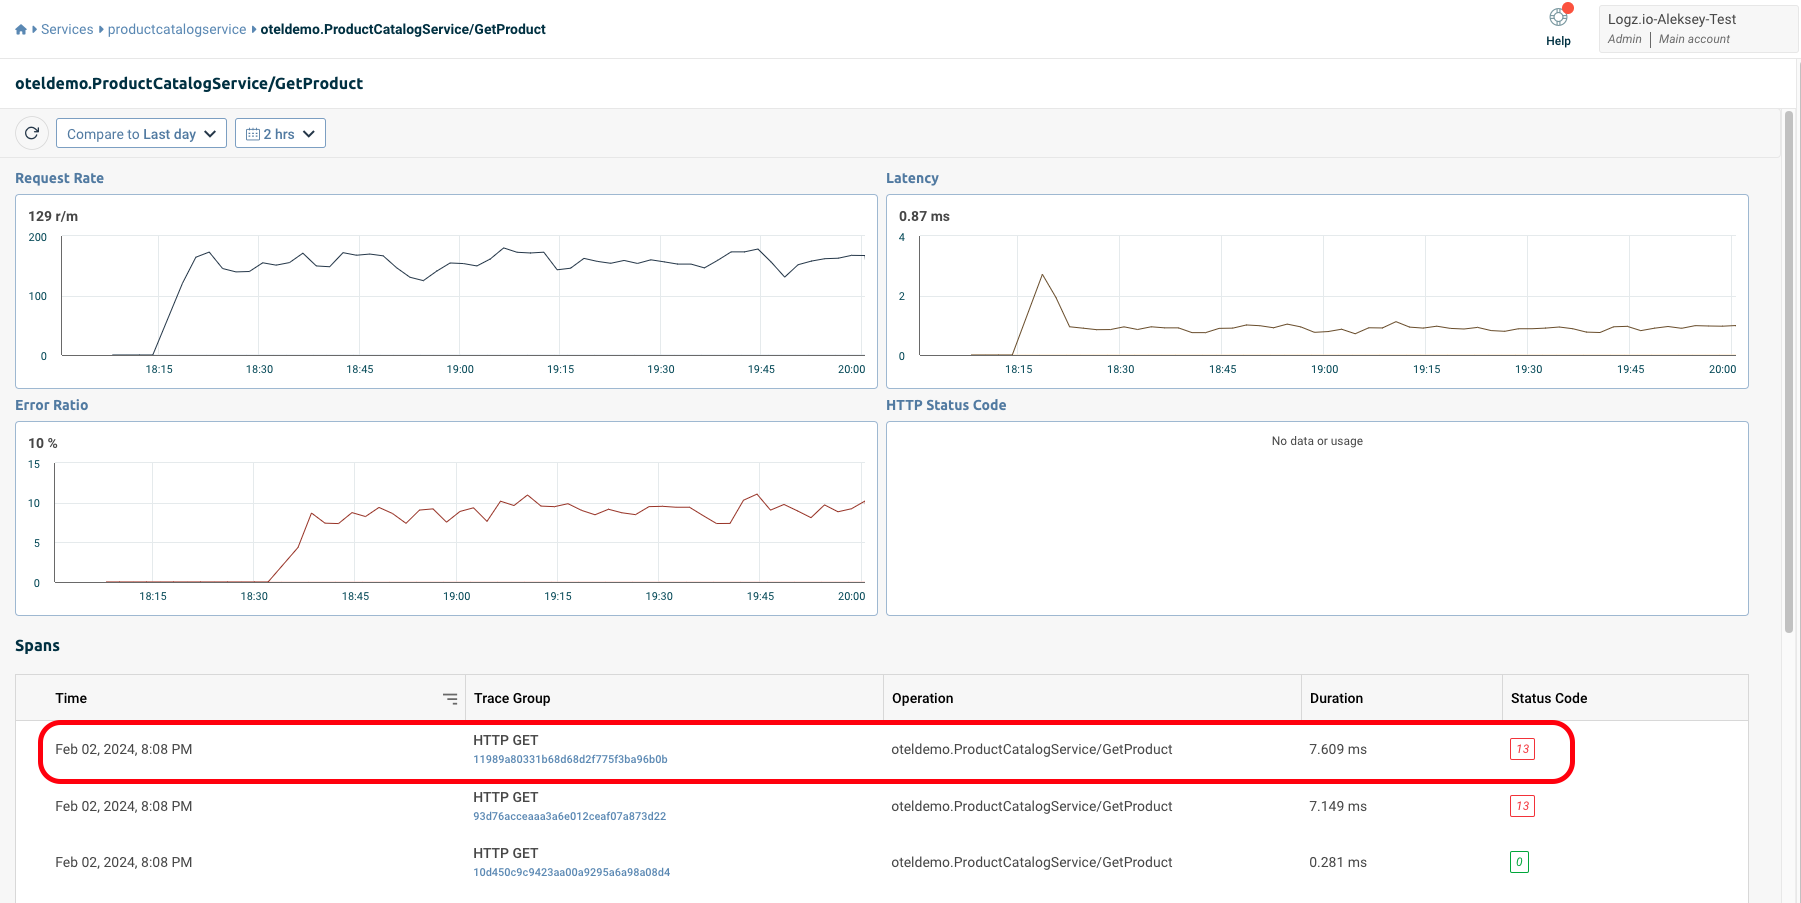 Services productcatalogservice oteldemo.ProductCatalogService/GetProduct
Help
Logz.io-Aleksey-Test
Admin | Main account
oteldemo.ProductCatalogService/GetProduct
Compare to Last day
2 hrs
Request Rate
129 r/m
200
100
0
18:15 18:30 18:45 19:00 19:15 19:30 19:45 20:00
Latency
0.87 ms
4
2
0
18:15 18:30 18:45 19:00 19:15 19:30 19:45 20:00
Error Ratio
10 %
15
10
5
0
18:15 18:30 18:45 19:00 19:15 19:30 19:45 20:00
HTTP Status Code
No data or usage
Spans
Time Trace Group Operation Duration Status Code
Feb 02, 2024, 8:08 PM HTTP GET oteldemo.ProductCatalogService/GetProduct 7.609 ms 13
11989a80331b68d68d2f775f3ba96b0b
Feb 02, 2024, 8:08 PM HTTP GET oteldemo.ProductCatalogService/GetProduct 7.149 ms 13
93d76acceaaa3a6e012ceaf07a873d22
Feb 02, 2024, 8:08 PM HTTP GET oteldemo.ProductCatalogService/GetProduct 0.281 ms 0
10d450c9c9423aa00a9295a6a98a08d4